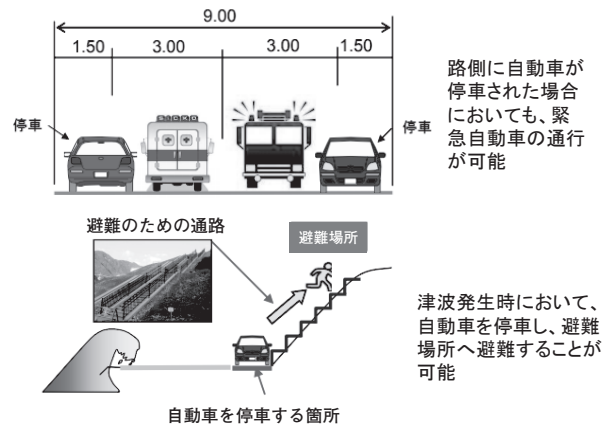 9.00
1.50 3.00 3.00 1.50
停車
停車
路側に自動車が
停車された場合
においても、緊
急自動車の通行
が可能
避難のための通路
避難場所
津波発生時において、
自動車を停車し、避難
場所へ避難することが
可能
自動車を停車する箇所